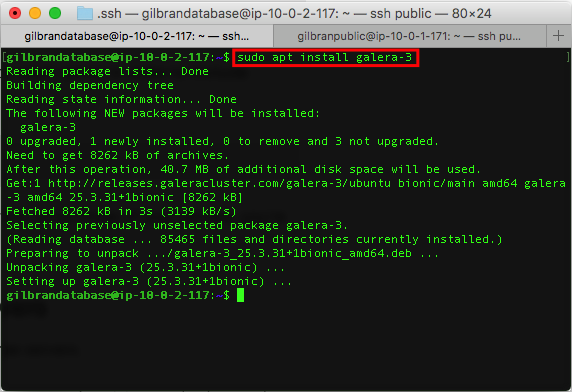 .ssh — gilbrandatabase@ip-10-0-2-117: ~ — ssh public — 80×24
gilbrandatabase@ip-10-0-2-117: ~ — ssh...
gilbranpublic@ip-10-0-1-171: ~ — ssh pu...
[gilbrandatabase@ip-10-0-2-117:~$ sudo apt install galera-3 ]
Reading package lists... Done
Building dependency tree
Reading state information... Done
The following NEW packages will be installed:
  galera-3
0 upgraded, 1 newly installed, 0 to remove and 3 not upgraded.
Need to get 8262 kB of archives.
After this operation, 40.7 MB of additional disk space will be used.
Get:1 http://releases.galeracluster.com/galera-3/ubuntu bionic/main amd64 galera
-3 amd64 25.3.31+1bionic [8262 kB]
Fetched 8262 kB in 3s (3139 kB/s)
Selecting previously unselected package galera-3.
(Reading database ... 85465 files and directories currently installed.)
Preparing to unpack .../galera-3_25.3.31+1bionic_amd64.deb ...
Unpacking galera-3 (25.3.31+1bionic) ...
Setting up galera-3 (25.3.31+1bionic) ...
gilbrandatabase@ip-10-0-2-117:~$